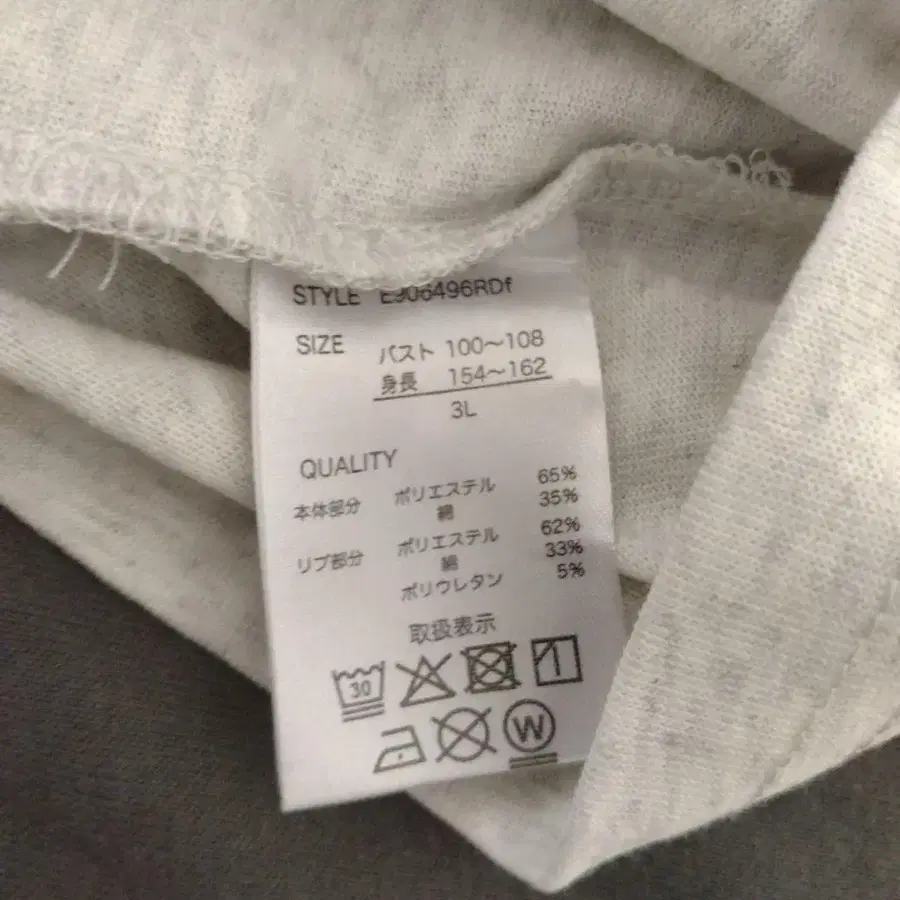 STYLE E906496RDf
SIZE バスト 100〜108
身長 154〜162
3L
QUALITY
本体部分 ポリエステル 65%
綿 35%
リブ部分 ポリエステル 62%
綿 33%
ポリウレタン 5%
取扱表示
30
W